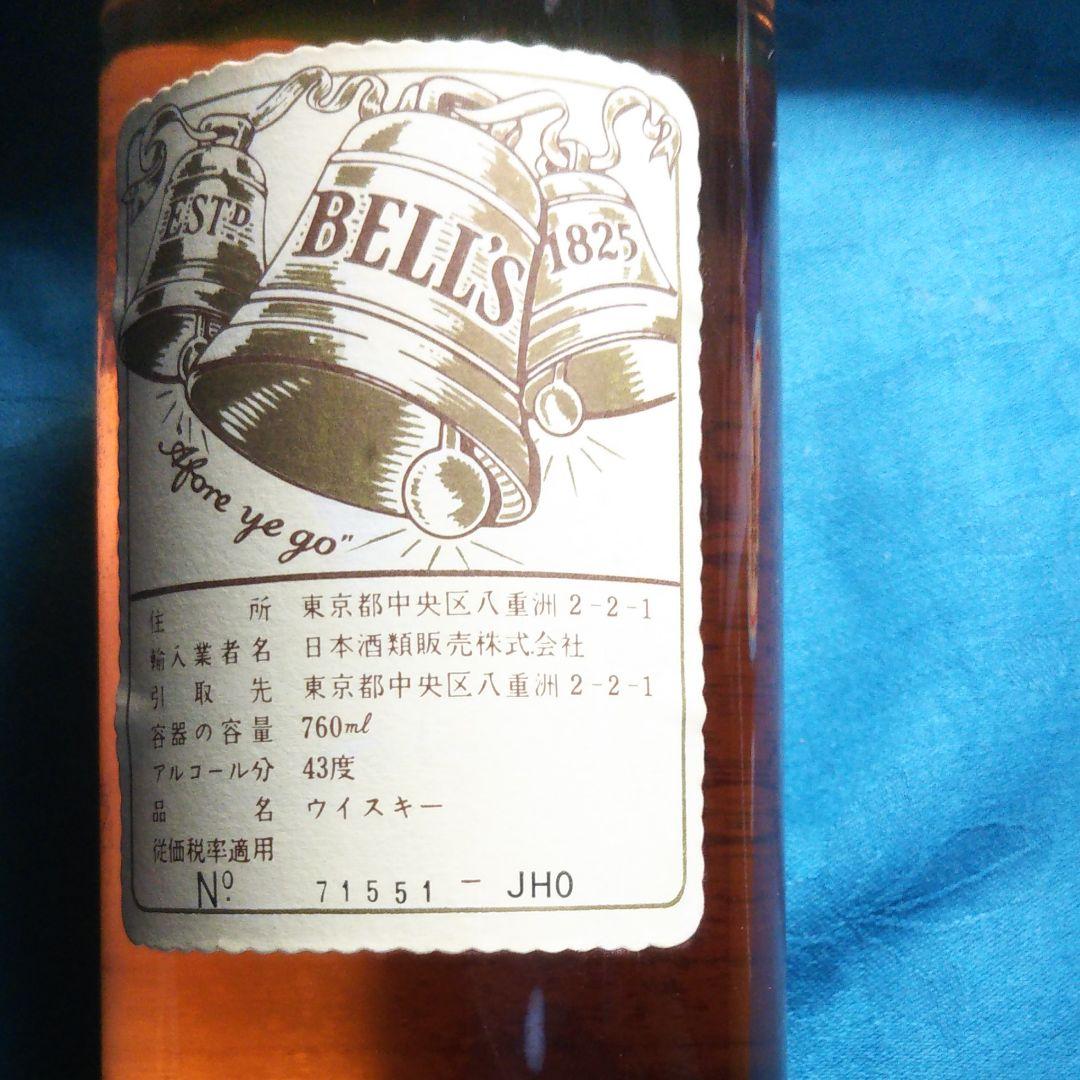 ESTD.
BELL'S
1825
"Afore ye go"
住所 東京都中央区八重洲2-2-1
輸入業者名 日本酒類販売株式会社
引取先 東京都中央区八重洲2-2-1
容器の容量 760ml
アルコール分 43度
品名 ウイスキー
従価税率適用
Nº. 71551-JHO